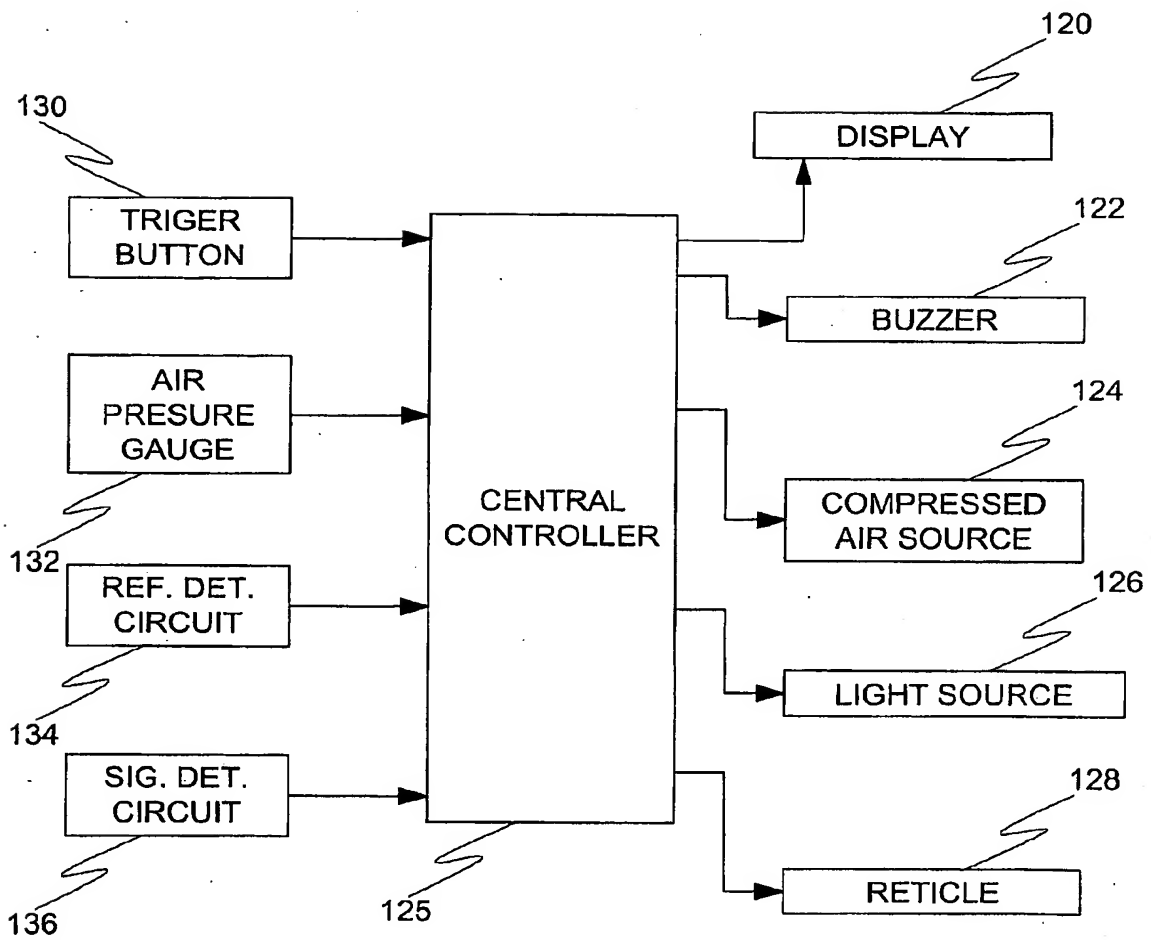 120
130
DISPLAY
TRIGER
BUTTON
122
BUZZER
AIR
PRESURE
GAUGE
124
CENTRAL
CONTROLLER
COMPRESSED
AIR SOURCE
132
REF. DET.
CIRCUIT
126
LIGHT SOURCE
134
SIG. DET.
CIRCUIT
128
RETICLE
136
125